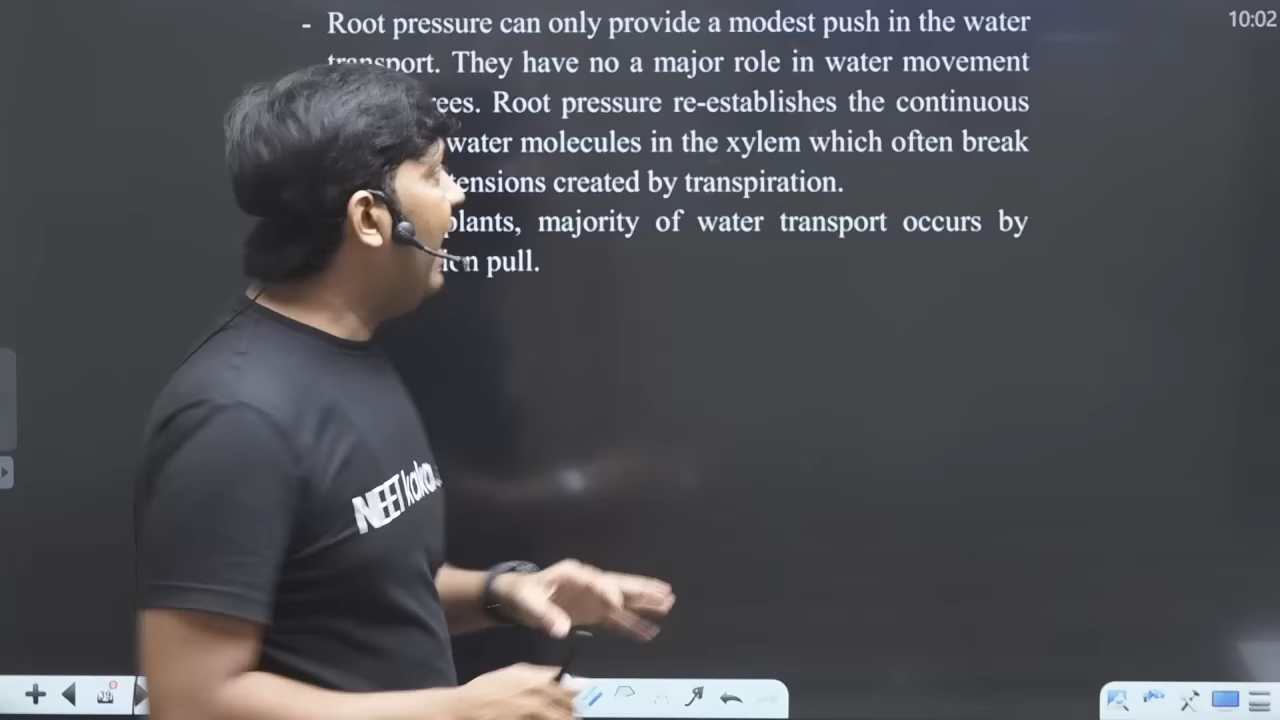 - Root pressure can only provide a modest push in the water
transport. They have no a major role in water movement
Root pressure re-establishes the continuous
water molecules in the xylem which often break
tensions created by transpiration.
plants, majority of water transport occurs by
pull.
10:02
NEET kaka